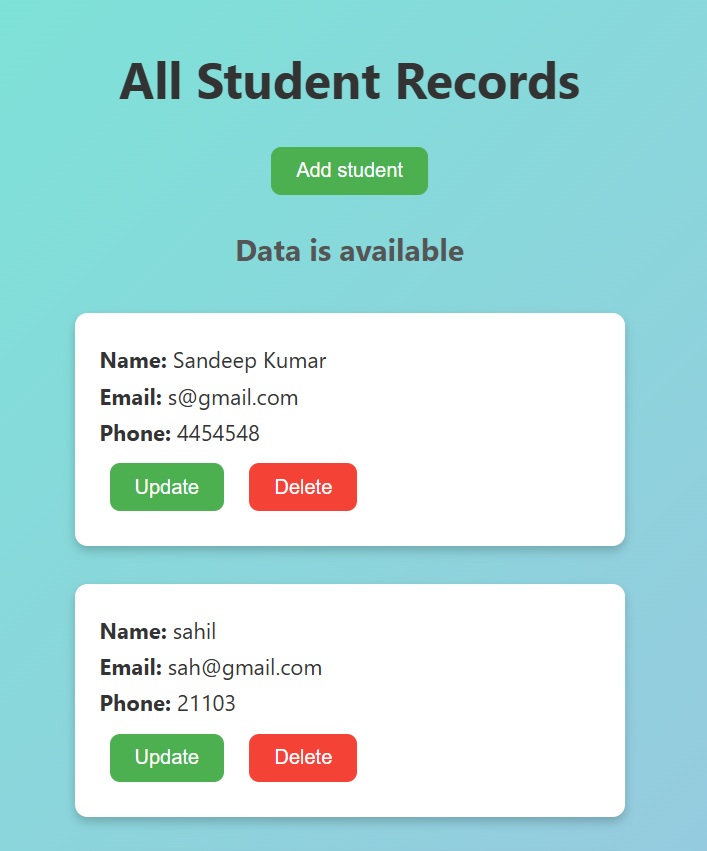 All Student Records
Add student
Data is available
Name: Sandeep Kumar
Email: s@gmail.com
Phone: 4454548
Update Delete
Name: sahil
Email: sah@gmail.com
Phone: 21103
Update Delete